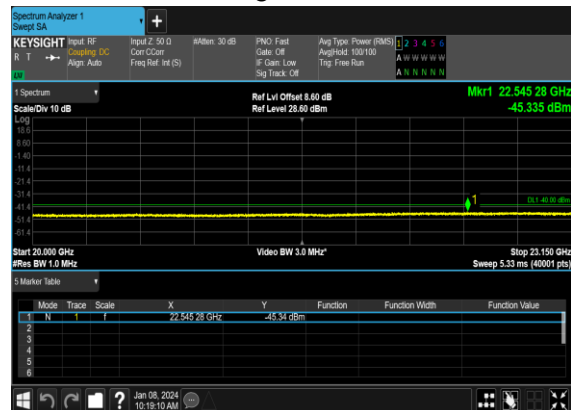 Spectrum Analyzer 1
Swept SA
+
KEYSIGHT Input: RF Input Z: 50 Ω #Atten: 30 dB PNO: Fast Avg Type: Power (RMS) 1 2 3 4 5 6
R T Coupling: DC Corr CCorr Gate: Off Avg|Hold: 100/100 A W W W W W
Align: Auto Freq Ref: Int (S) IF Gain: Low Trig: Free Run
LW Sig Track: Off A N N N N N
1 Spectrum Ref Lvl Offset 8.60 dB Mkr1 22.545 28 GHz
Scale/Div 10 dB Ref Level 28.60 dBm -45.335 dBm
Log
18.6
8.60
-1.40
-11.4
-21.4
-31.4
1
DL1 -40.00 dBm
-41.4
-51.4
-61.4
Start 20.000 GHz Video BW 3.0 MHz* Stop 23.150 GHz
#Res BW 1.0 MHz Sweep 5.33 ms (40001 pts)
5 Marker Table
Mode Trace Scale X Y Function Function Width Function Value
1 N 1 f 22.545 28 GHz -45.34 dBm
2
3
4
5
6
? Jan 08, 2024
10:19:10 AM